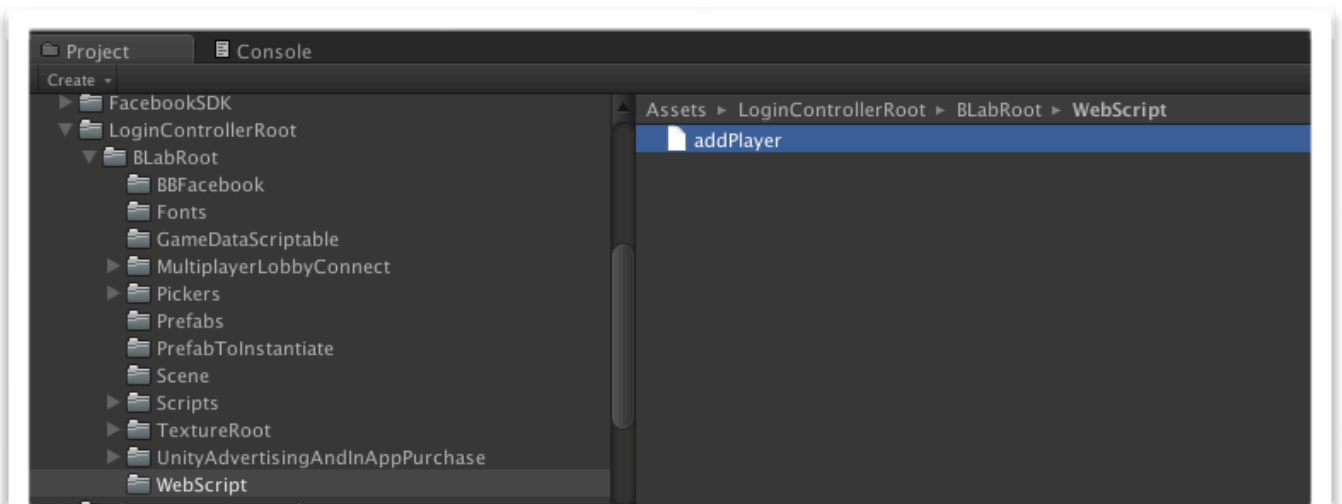 Project Console
Create
FacebookSDK
LoginControllerRoot
BLabRoot
BBFacebook
Fonts
GameDataScriptable
MultiplayerLobbyConnect
Pickers
Prefabs
PrefabToInstantiate
Scene
Scripts
TextureRoot
UnityAdvertisingAndInAppPurchase
WebScript
Assets ▸ LoginControllerRoot ▸ BLabRoot ▸ WebScript
addPlayer